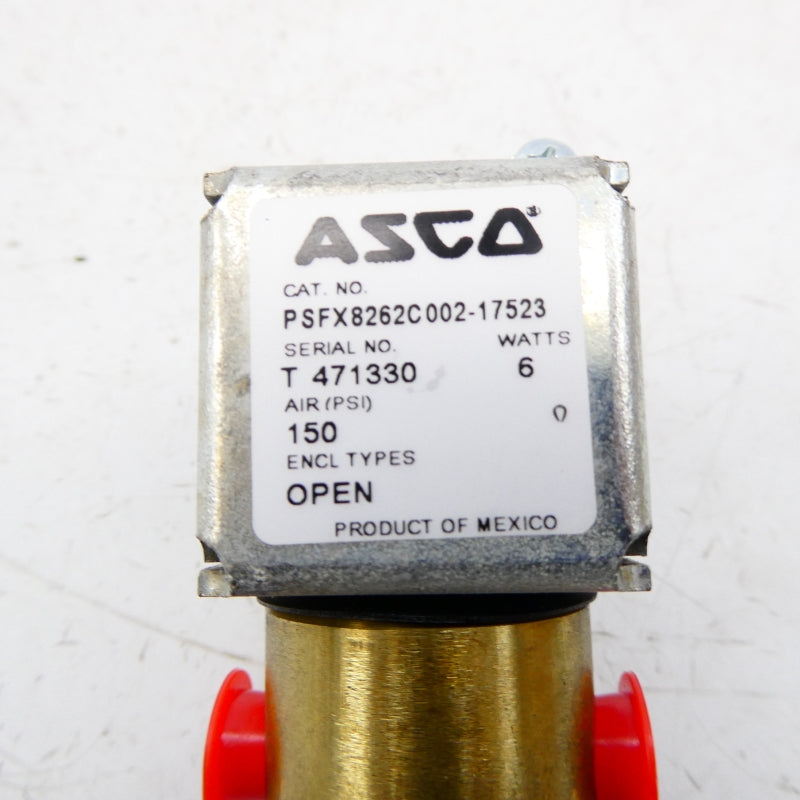 ASCO®
CAT. NO.
PSFX8262C002-17523
SERIAL NO. WATTS
T 471330 6
AIR (PSI)
150
ENCL TYPES
OPEN
PRODUCT OF MEXICO